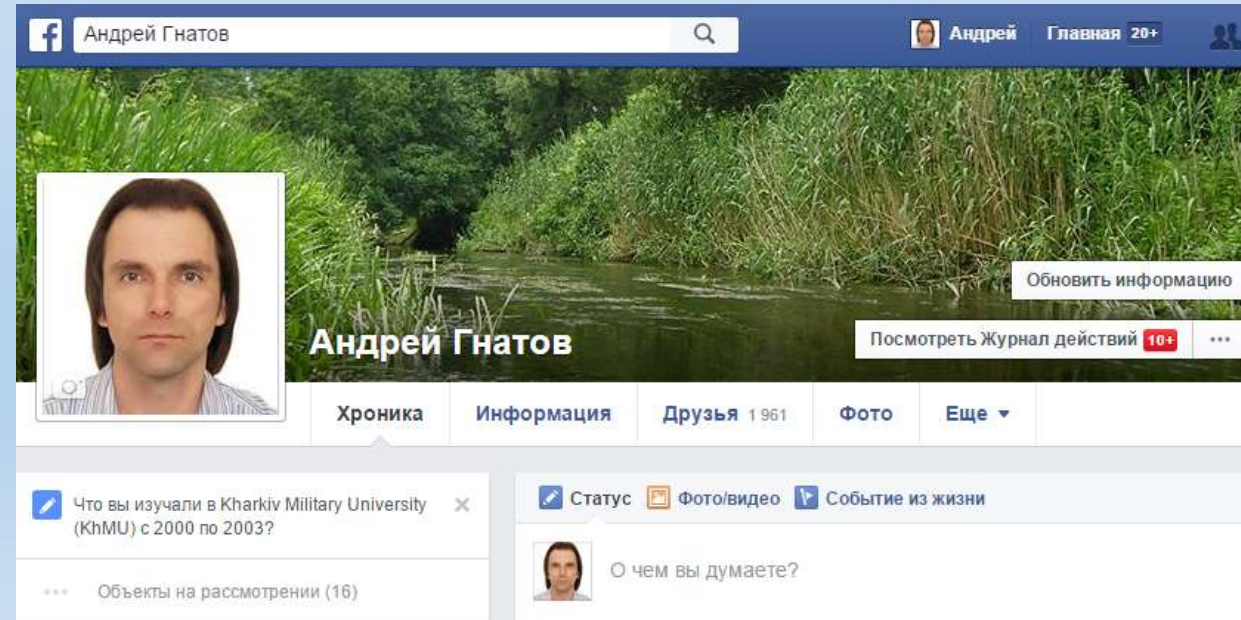 Андрей Гнатов
Андрей Главная 20+
Обновить информацию
Андрей Гнатов
Посмотреть Журнал действий 10+ ...
Хроника Информация Друзья 1 961 Фото Еще
Что вы изучали в Kharkiv Military University
(KhMU) с 2000 по 2003?
Объекты на рассмотрении (16)
Статус Фото/видео Событие из жизни
О чем вы думаете?